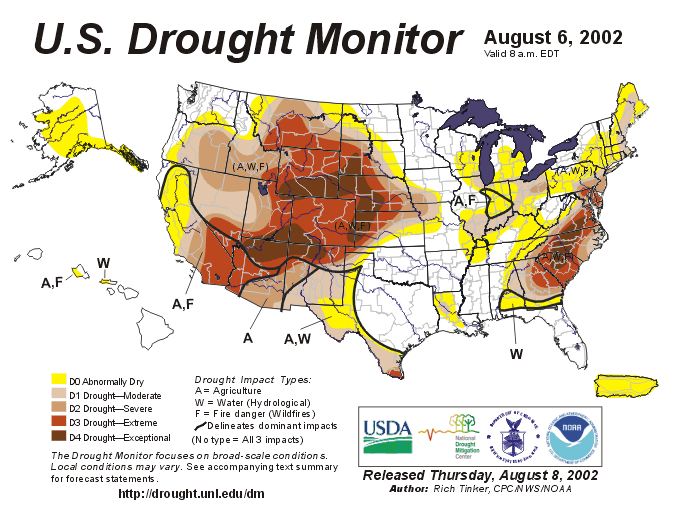 U.S. Drought Monitor
August 6, 2002
Valid 8 a.m. EDT
(A,W,F)
(A,W,F)
A,F
(A,W,F)
W
A,F
A,F
A
A,W
W
D0 Abnormally Dry
D1 Drought—Moderate
D2 Drought—Severe
D3 Drought—Extreme
D4 Drought—Exceptional
Drought Impact Types:
A = Agriculture
W = Water (Hydrological)
F = Fire danger (Wildfires)
Delineates dominant impacts
(No type = All 3 impacts)
The Drought Monitor focuses on broad-scale conditions.
Local conditions may vary. See accompanying text summary
for forecast statements.
http://drought.unl.edu/dm
USDA
National
Drought
Mitigation
Center
NOAA
Released Thursday, August 8, 2002
Author: Rich Tinker, CPC/NWS/NOAA